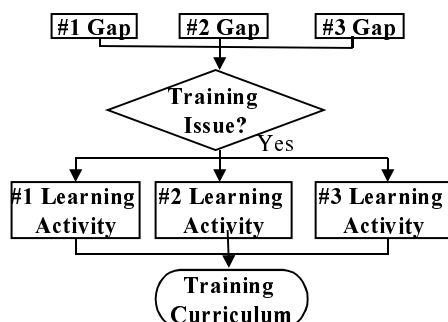 #1 Gap #2 Gap #3 Gap
Training
Issue?
Yes
#1 Learning
Activity
#2 Learning
Activity
#3 Learning
Activity
Training
Curriculum